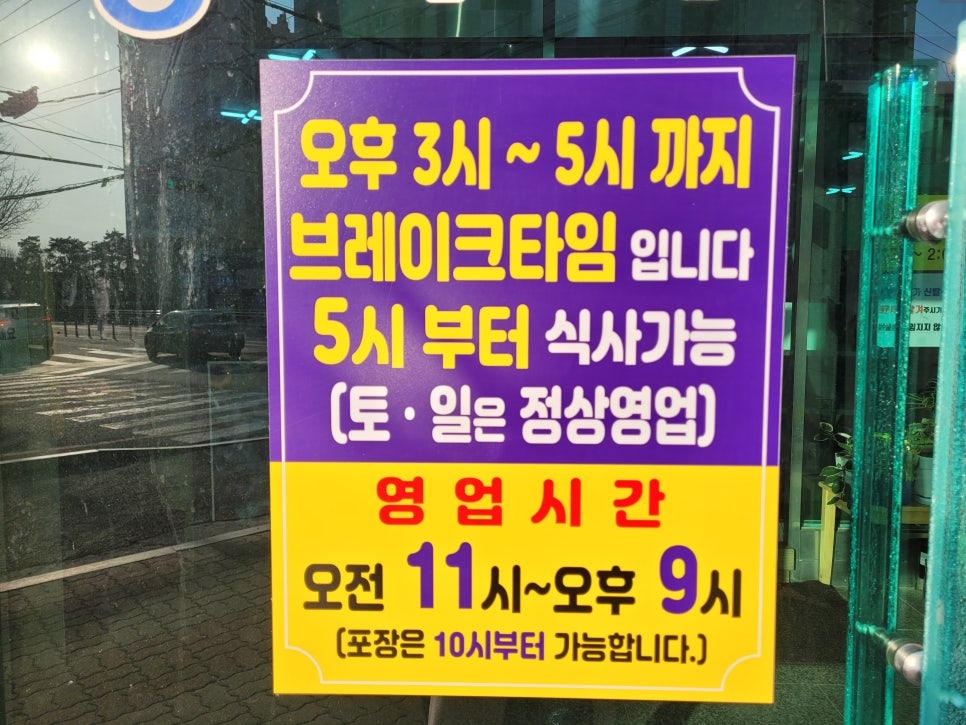 오후 3시 ~ 5시 까지
브레이크타임 입니다
5시 부터 식사가능
(토·일은 정상영업)
영업시간
오전 11시~오후 9시
(포장은 10시부터 가능합니다.)
~ 2:0